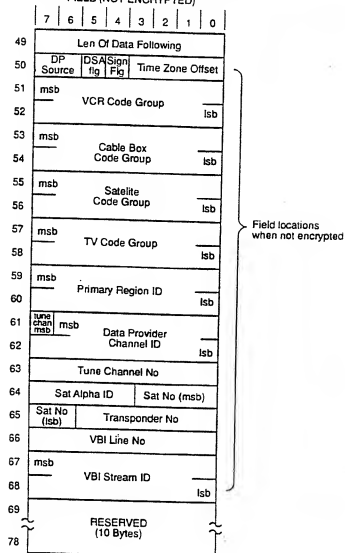 FIELD (NOT ENCRYPTED)
7 6 5 4 3 2 1 0
49 Len Of Data Following
50 DP Source DSA flg Sign Flg Time Zone Offset
51 msb
VCR Code Group
52 lsb
53 msb
Cable Box
54 Code Group lsb
55 msb
Satelite
56 Code Group lsb
57 msb
TV Code Group
58 lsb
Field locations
when not encrypted
59 msb
Primary Region ID
60 lsb
61 tune chan msb msb Data Provider
62 Channel ID lsb
63 Tune Channel No
64 Sat Alpha ID Sat No (msb)
65 Sat No (lsb) Transponder No
66 VBI Line No
67 msb
VBI Stream ID
68 lsb
69
RESERVED
(10 Bytes)
78